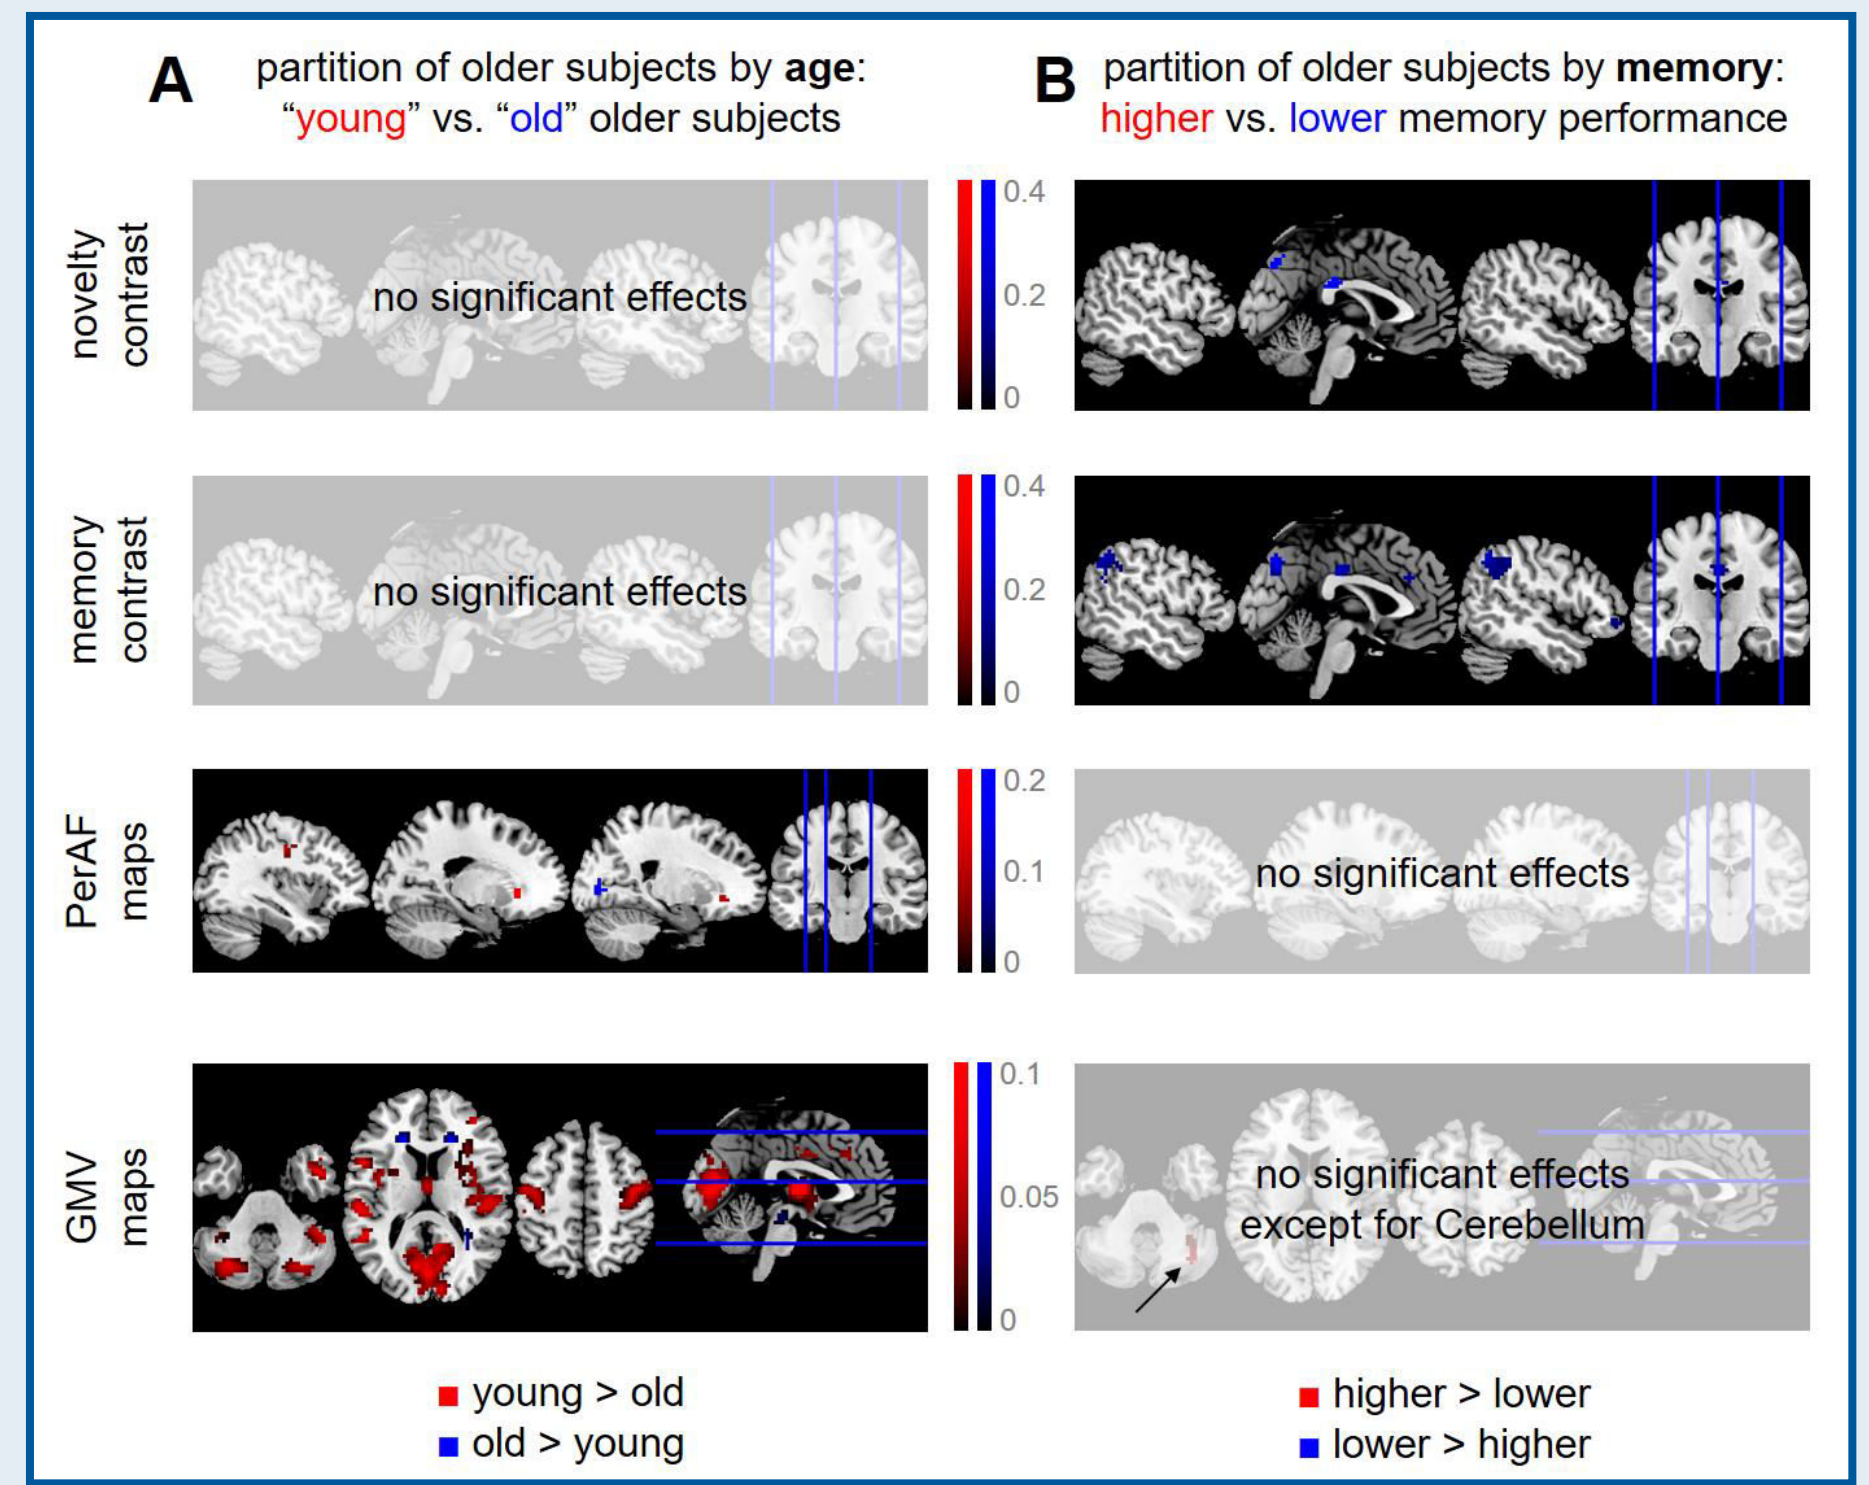 A
partition of older subjects by age:
“young” vs. “old” older subjects
B
partition of older subjects by memory:
higher vs. lower memory performance
novelty
contrast
no significant effects
0.4
0.2
0
memory
contrast
no significant effects
0.4
0.2
0
PerAF
maps
0.2
0.1
0
no significant effects
GMV
maps
0.1
0.05
0
no significant effects
except for Cerebellum
young > old
old > young
higher > lower
lower > higher